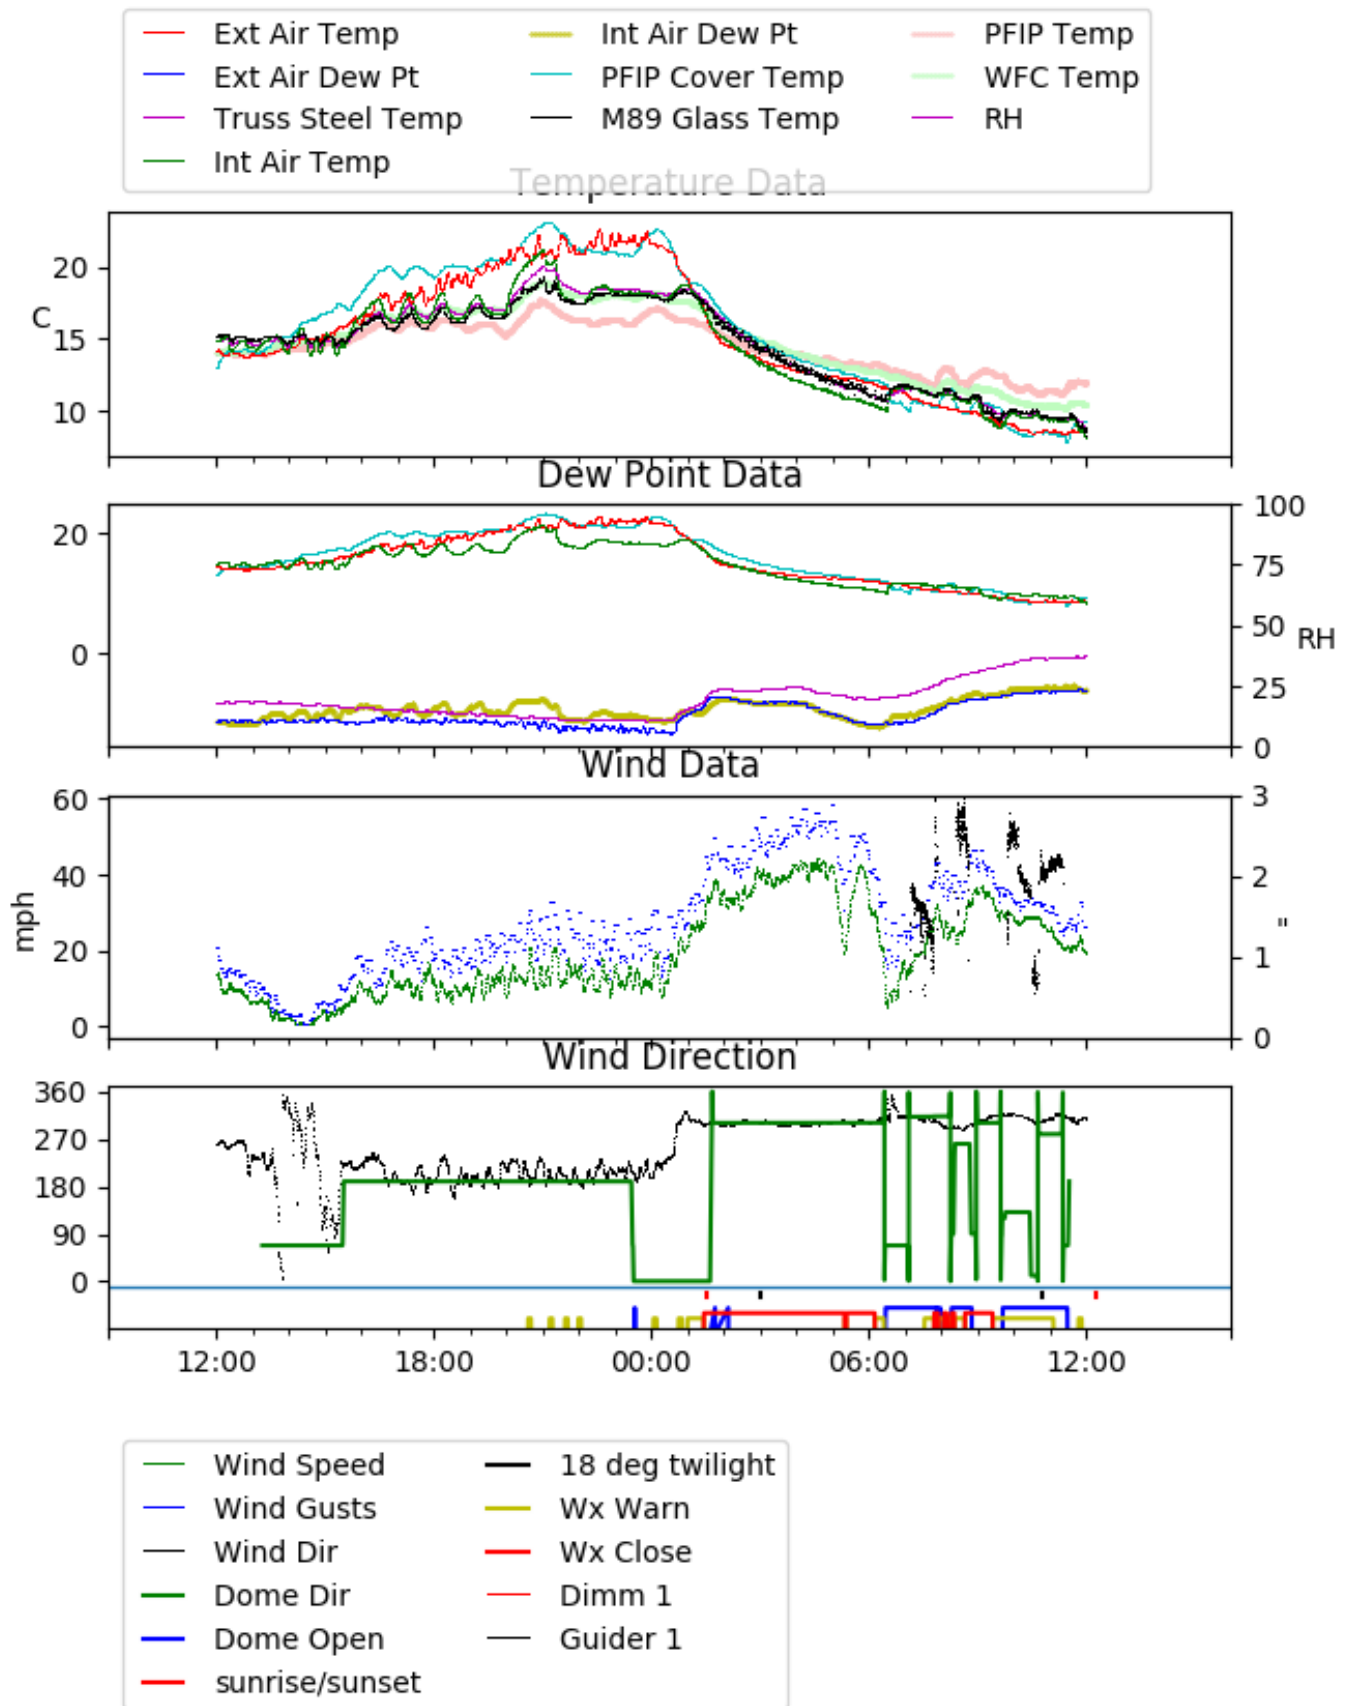 Ext Air Temp
Ext Air Dew Pt
Truss Steel Temp
Int Air Temp
Int Air Dew Pt
PFIP Cover Temp
M89 Glass Temp
PFIP Temp
WFC Temp
RH
Temperature Data
20
15
10
C
Dew Point Data
20
0
100
75
50
25
0
RH
Wind Data
60
40
20
0
mph
3
2
1
0
"
Wind Direction
360
270
180
90
0
12:00 18:00 00:00 06:00 12:00
Wind Speed
Wind Gusts
Wind Dir
Dome Dir
Dome Open
sunrise/sunset
18 deg twilight
Wx Warn
Wx Close
Dimm 1
Guider 1